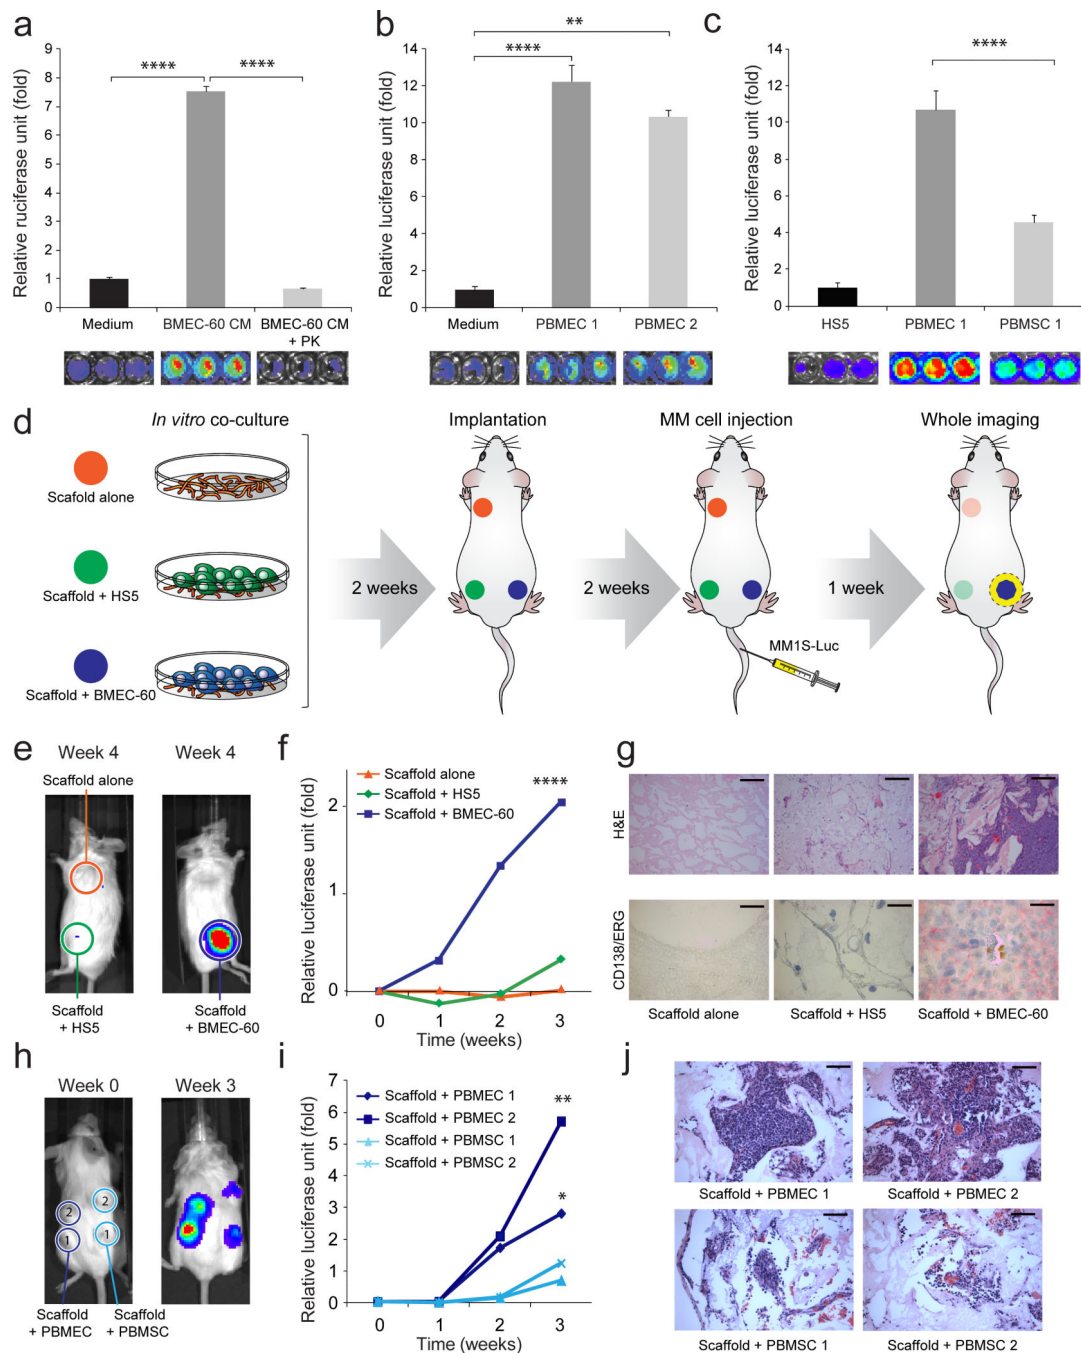 a
Relative ruciferase unit (fold)
9
8
7
6
5
4
3
2
1
0
****
****
Medium
BMEC-60 CM
BMEC-60 CM
+ PK
b
Relative luciferase unit (fold)
14
12
10
8
6
4
2
0
**
****
Medium
PBMEC 1
PBMEC 2
c
Relative luciferase unit (fold)
14
12
10
8
6
4
2
0
****
HS5
PBMEC 1
PBMSC 1
d
In vitro co-culture
Implantation
MM cell injection
Whole imaging
Scafold alone
Scaffold + HS5
Scaffold + BMEC-60
2 weeks
2 weeks
1 week
MM1S-Luc
e
Week 4
Week 4
Scaffold alone
Scaffold
+ HS5
Scaffold
+ BMEC-60
f
Relative luciferase unit (fold)
2
1
0
Scaffold alone
Scaffold + HS5
Scaffold + BMEC-60
****
0
1
2
3
Time (weeks)
g
H&E
CD138/ERG
Scaffold alone
Scaffold + HS5
Scaffold + BMEC-60
h
Week 0
Week 3
2
1
2
1
Scaffold
+ PBMEC
Scaffold
+ PBMSC
i
Relative luciferase unit (fold)
7
6
5
4
3
2
1
0
Scaffold + PBMEC 1
Scaffold + PBMEC 2
Scaffold + PBMSC 1
Scaffold + PBMSC 2
**
*
0
1
2
3
Time (weeks)
j
Scaffold + PBMEC 1
Scaffold + PBMEC 2
Scaffold + PBMSC 1
Scaffold + PBMSC 2